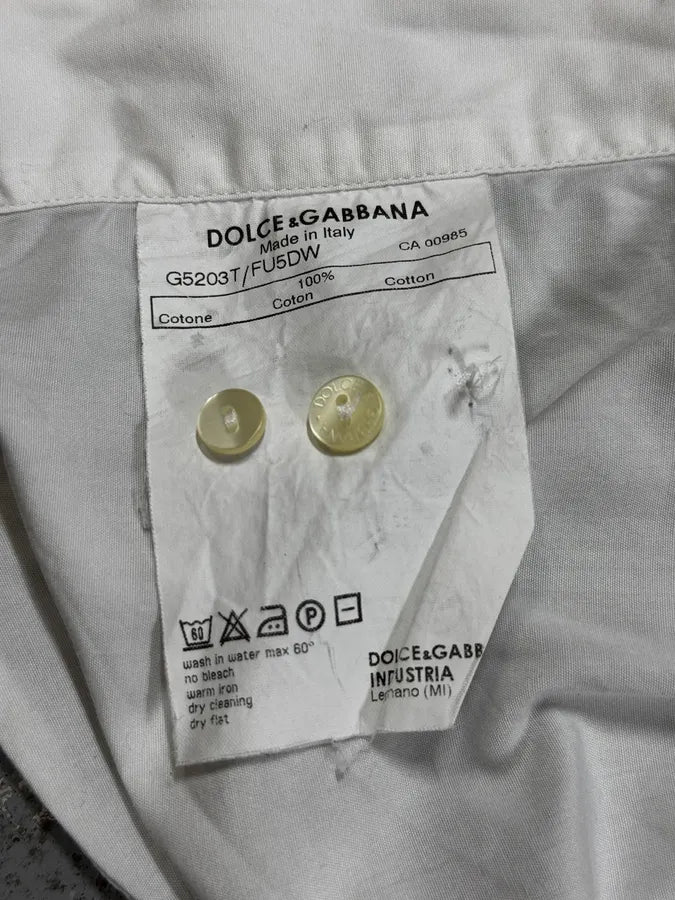 DOLCE&GABBANA
Made in Italy
G5203T/FU5DW CA 00985
100%
Cotone Coton Cotton
DOLCE
60 P
wash in water max 60°
no bleach
warm iron
dry cleaning
dry flat
DOLCE&GABB
INDUSTRIA
Legnano (MI)